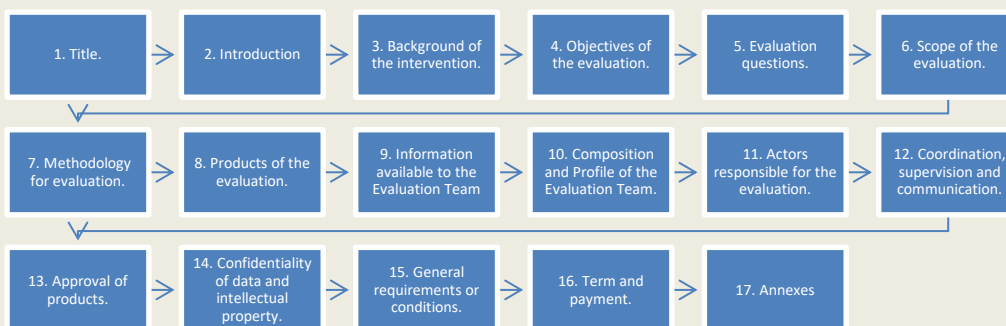 1. Title.
2. Introduction
3. Background of
the intervention.
4. Objectives of
the evaluation.
5. Evaluation
questions.
6. Scope of the
evaluation.
7. Methodology
for evaluation.
8. Products of the
evaluation.
9. Information
available to the
Evaluation Team
10. Composition
and Profile of the
Evaluation Team.
11. Actors
responsible for the
evaluation.
12. Coordination,
supervision and
communication.
13. Approval of
products.
14. Confidentiality
of data and
intellectual
property.
15. General
requirements or
conditions.
16. Term and
payment.
17. Annexes